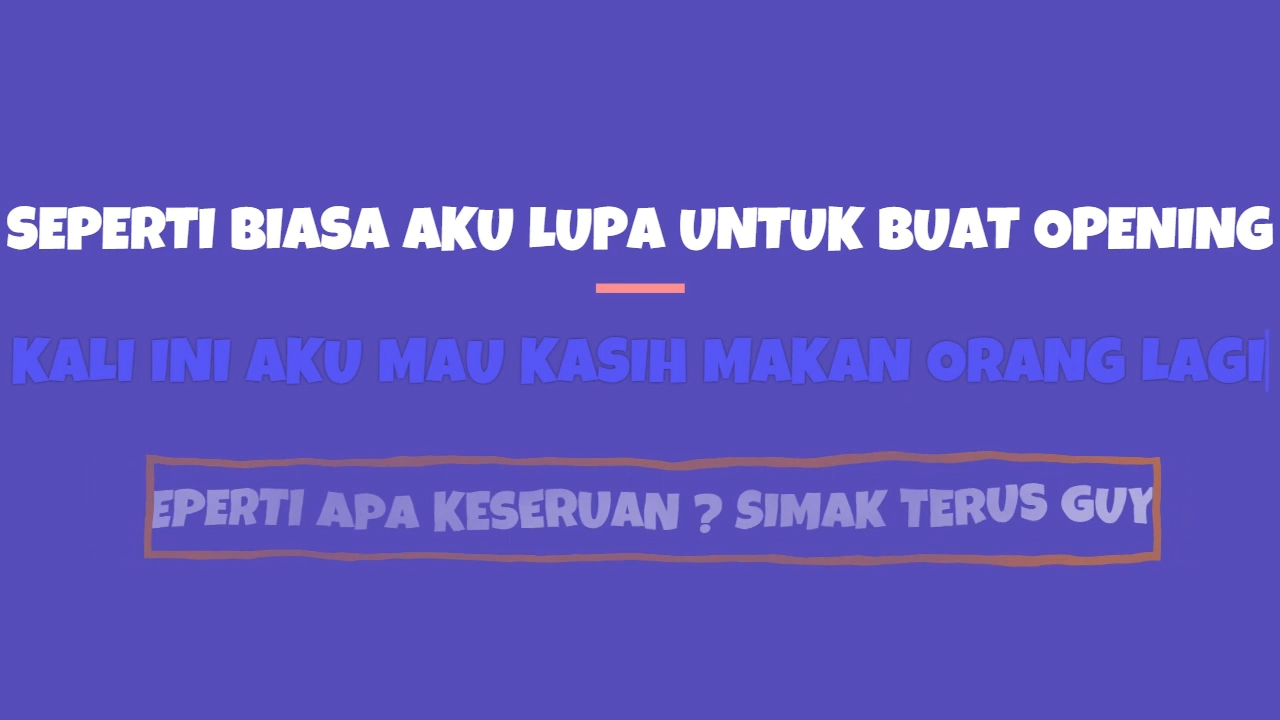 SEPERTI BIASA AKU LUPA UNTUK BUAT OPENING
KALI INI AKU MAU KASIH MAKAN ORANG LAGI
EPERTI APA KESERUAN ? SIMAK TERUS GUY